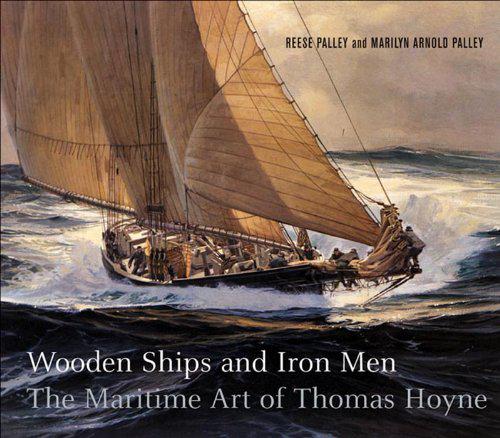 REESE PALLEY and MARILYN ARNOLD PALLEY
Wooden Ships and Iron Men
The Maritime Art of Thomas Hoyne